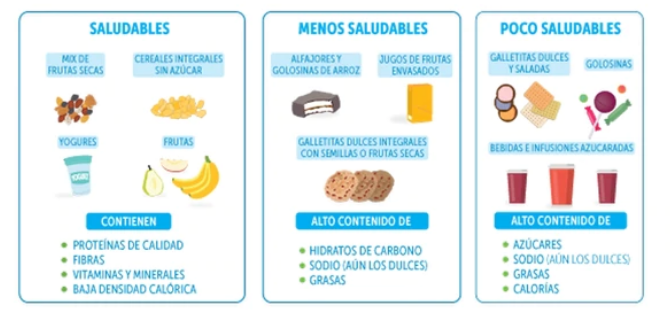 SALUDABLES
MIX DE
FRUTAS SECAS
CEREALES INTEGRALES
SIN AZÚCAR
YOGURES
FRUTAS
YOGURT
CONTIENEN
PROTEÍNAS DE CALIDAD
FIBRAS
VITAMINAS Y MINERALES
BAJA DENSIDAD CALÓRICA
MENOS SALUDABLES
ALFAJORES Y
GOLOSINAS DE ARROZ
JUGOS DE FRUTAS
ENVASADOS
GALLETITAS DULCES INTEGRALES
CON SEMILLAS O FRUTAS SECAS
ALTO CONTENIDO DE
HIDRATOS DE CARBONO
SODIO (AÚN LOS DULCES)
GRASAS
POCO SALUDABLES
GALLETITAS DULCES
Y SALADAS
GOLOSINAS
BEBIDAS E INFUSIONES AZUCARADAS
ALTO CONTENIDO DE
AZÚCARES
SODIO (AÚN LOS DULCES)
GRASAS
CALORÍAS